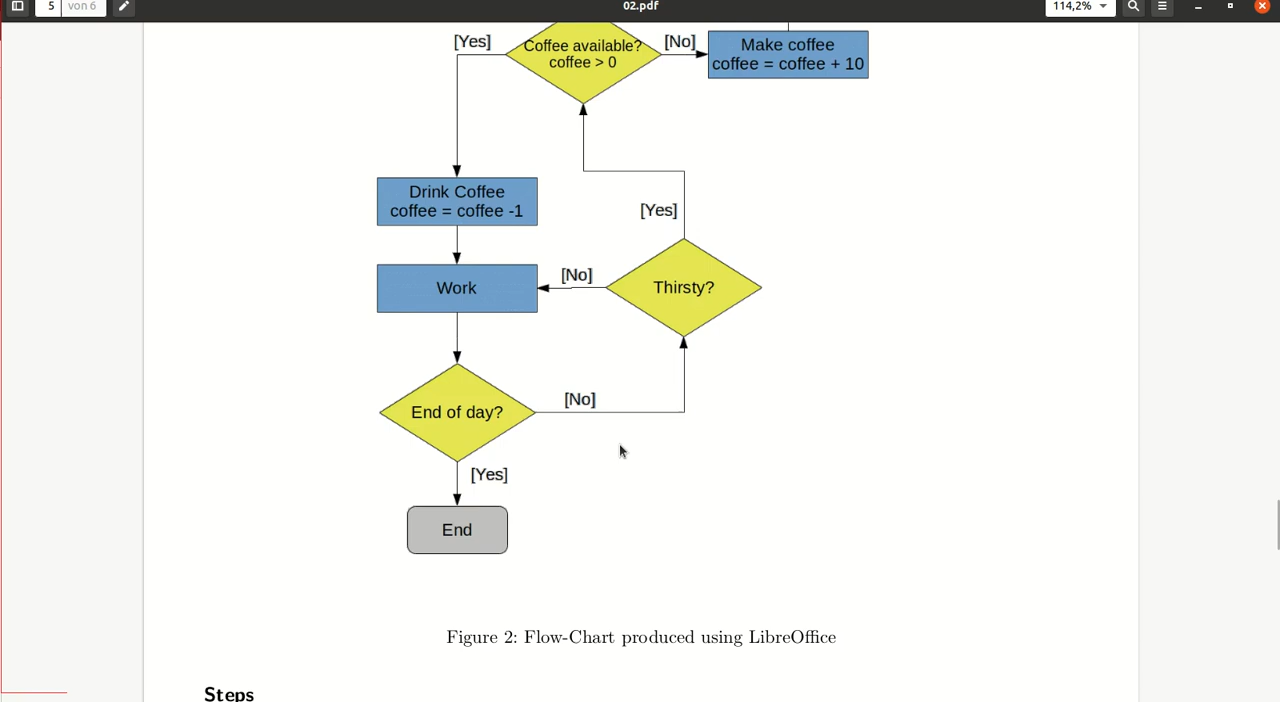 5 von 6
02.pdf
114,2%
[Yes]
Coffee available?
coffee > 0
[No]
Make coffee
coffee = coffee + 10
Drink Coffee
coffee = coffee -1
[Yes]
Work
[No]
Thirsty?
End of day?
[No]
[Yes]
End
Figure 2: Flow-Chart produced using LibreOffice
Steps